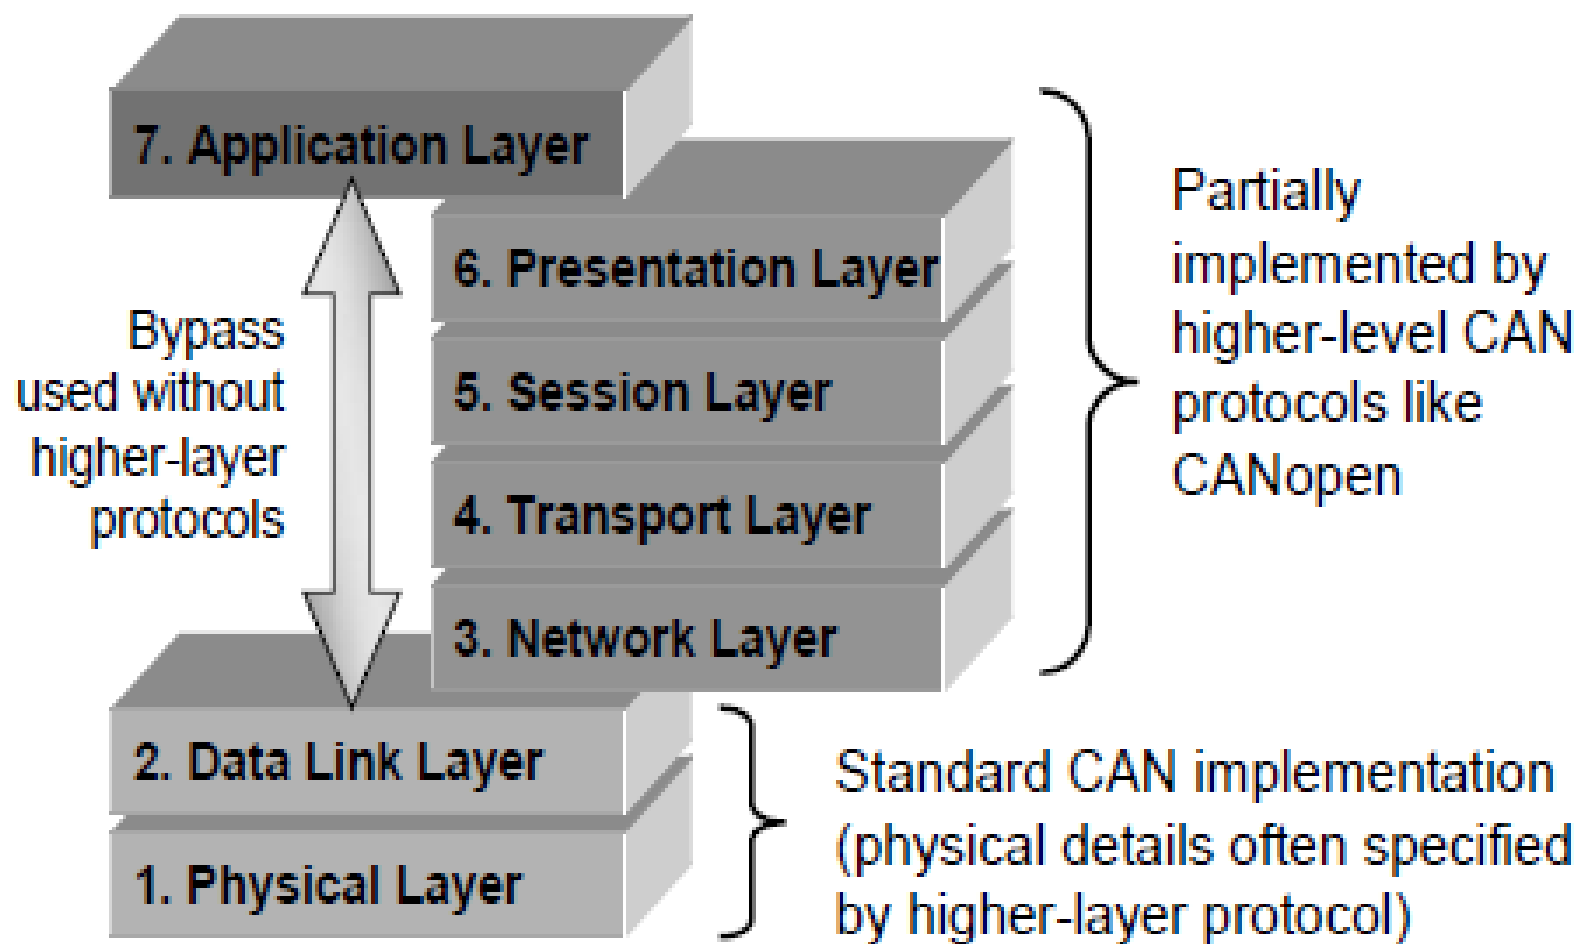 7. Application Layer
6. Presentation Layer
5. Session Layer
4. Transport Layer
3. Network Layer
2. Data Link Layer
1. Physical Layer
Bypass
used without
higher-layer
protocols
Partially
implemented by
higher-level CAN
protocols like
CANopen
Standard CAN implementation
(physical details often specified
by higher-layer protocol)